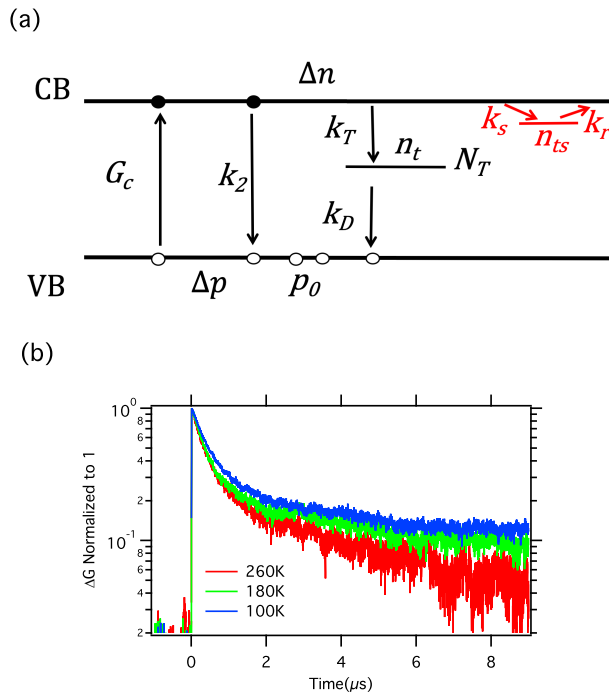 (a)
Δn
CB
k_s
k_r
k_T
n_t
n_ts
G_c
k_2
N_T
k_D
VB
Δp
p_0
(b)
10^0
8
6
4
2
10^-1
8
6
4
2
ΔG Normalized to 1
260K
180K
100K
0 2 4 6 8
Time(μs)